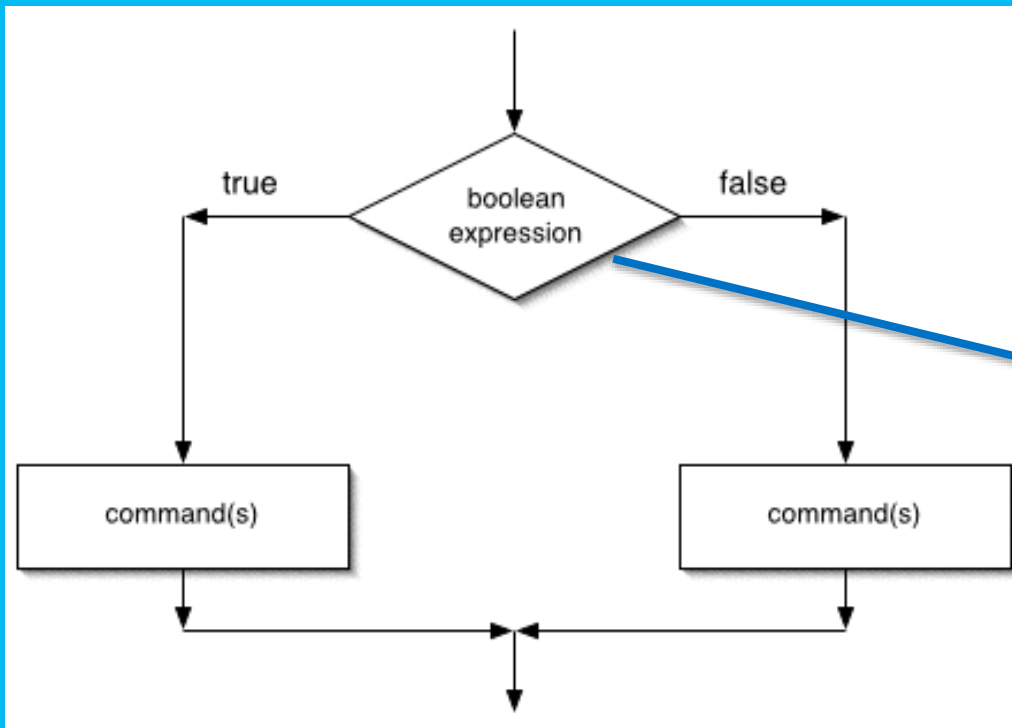 true
false
boolean
expression
command(s)
command(s)